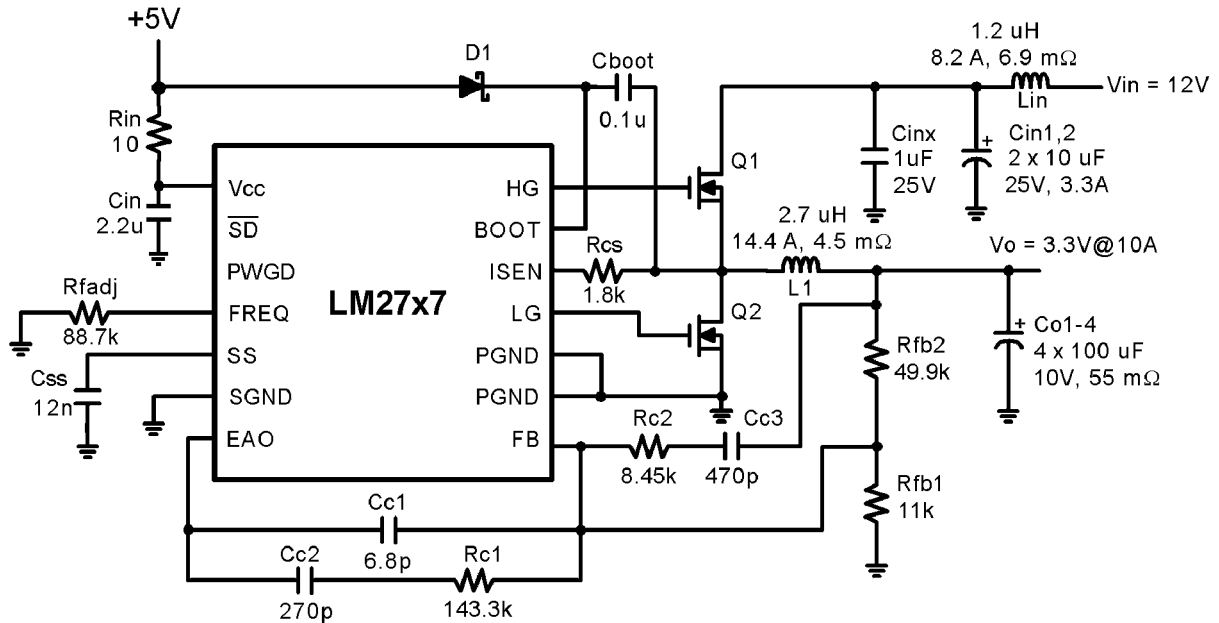 +5V
D1
Cboot
0.1u
1.2 uH
8.2 A, 6.9 mΩ
Lin
Vin = 12V
Rin
10
Cin
2.2u
Cinx
1uF
25V
Cin1,2
+
2 x 10 uF
25V, 3.3A
Q1
Vcc
SD
PWGD
FREQ
SS
SGND
EAO
LM27x7
HG
BOOT
ISEN
LG
PGND
PGND
FB
Rfadj
88.7k
Css
12n
Rcs
1.8k
2.7 uH
14.4 A, 4.5 mΩ
L1
Vo = 3.3V@10A
Q2
Rfb2
49.9k
+
Co1-4
4 x 100 uF
10V, 55 mΩ
Rc2
8.45k
Cc3
470p
Rfb1
11k
Cc1
6.8p
Cc2
270p
Rc1
143.3k